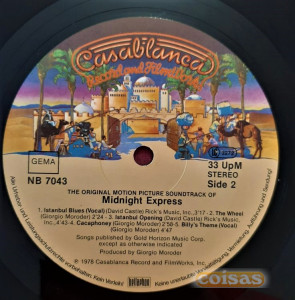 Casablanca
Record and FilmWorks
GEMA
NB 7043
33 UpM
STEREO
Side 2
THE ORIGINAL MOTION PICTURE SOUNDTRACK OF
Midnight Express
1. Istanbul Blues (Vocal) (David Castle) Rick's Music, Inc., 3'17 - 2. The Wheel
(Giorgio Moroder) 2'24 - 3. Istanbul Opening (David Castle) Rick's Music, Inc.
4'43 - 4. Cacaphoney (Giorgio Moroder) 2'58 - 5. Billy's Theme (Vocal)
(Giorgio Moroder) 4'47
Songs published by Gold Horizon Music Corp.
except as otherwise indicated
Produced by Giorgio Moroder
℗ 1978 Casablanca Record and FilmWorks, Inc.
coisas